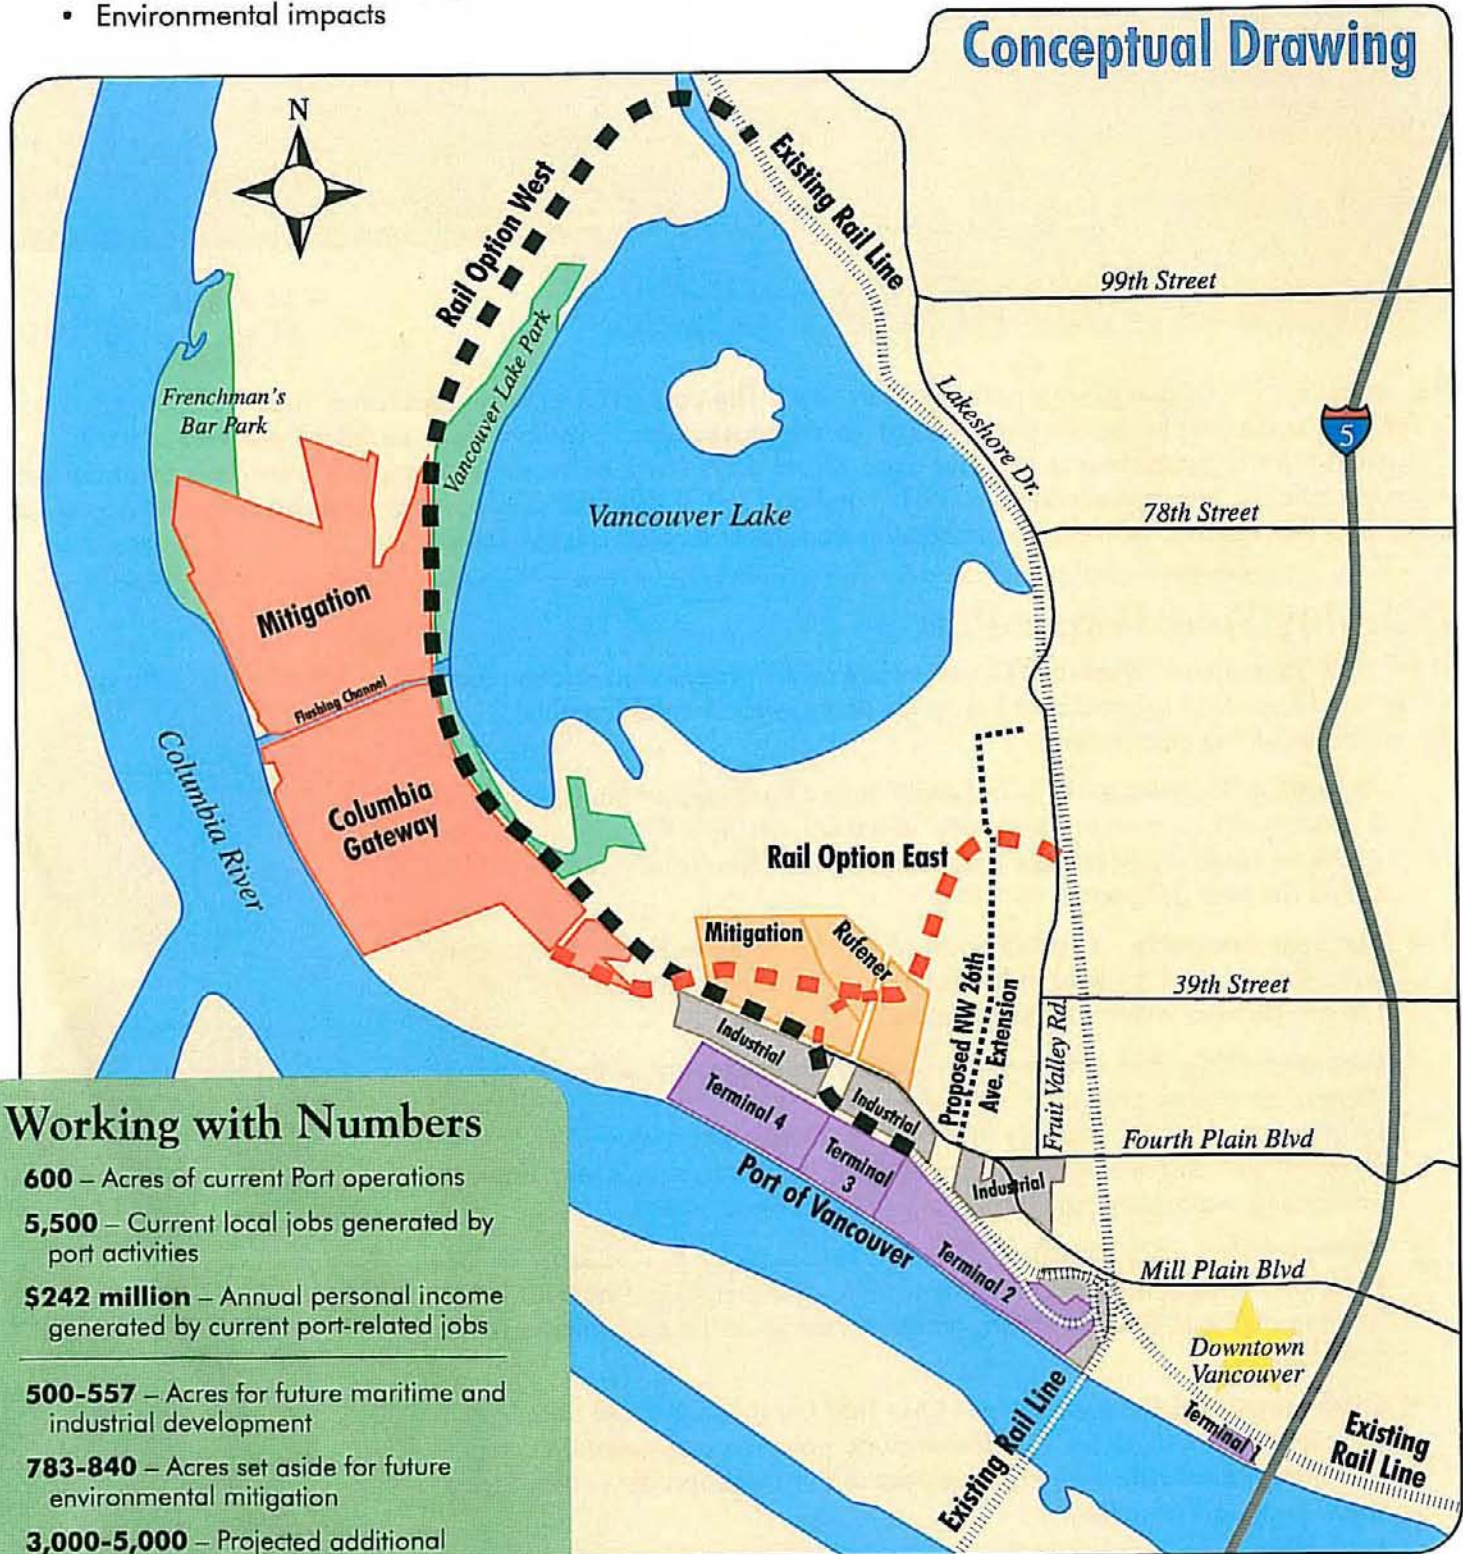 • Environmental impacts
Conceptual Drawing
N
Rail Option West
Existing Rail Line
99th Street
Vancouver Lake Park
Frenchman's
Bar Park
Lakeshore Dr.
5
Vancouver Lake
78th Street
Mitigation
Flushing Channel
Columbia River
Columbia
Gateway
Rail Option East
Mitigation
Rufener
39th Street
Proposed NW 26th
Ave. Extension
Fruit Valley Rd.
Industrial
Industrial
Industrial
Terminal 4
Terminal
3
Terminal 2
Port of Vancouver
Fourth Plain Blvd
Mill Plain Blvd
Downtown
Vancouver
Terminal 1
Existing
Rail Line
Existing Rail Line
Working with Numbers
600 – Acres of current Port operations
5,500 – Current local jobs generated by
port activities
$242 million – Annual personal income
generated by current port-related jobs
500-557 – Acres for future maritime and
industrial development
783-840 – Acres set aside for future
environmental mitigation
3,000-5,000 – Projected additional